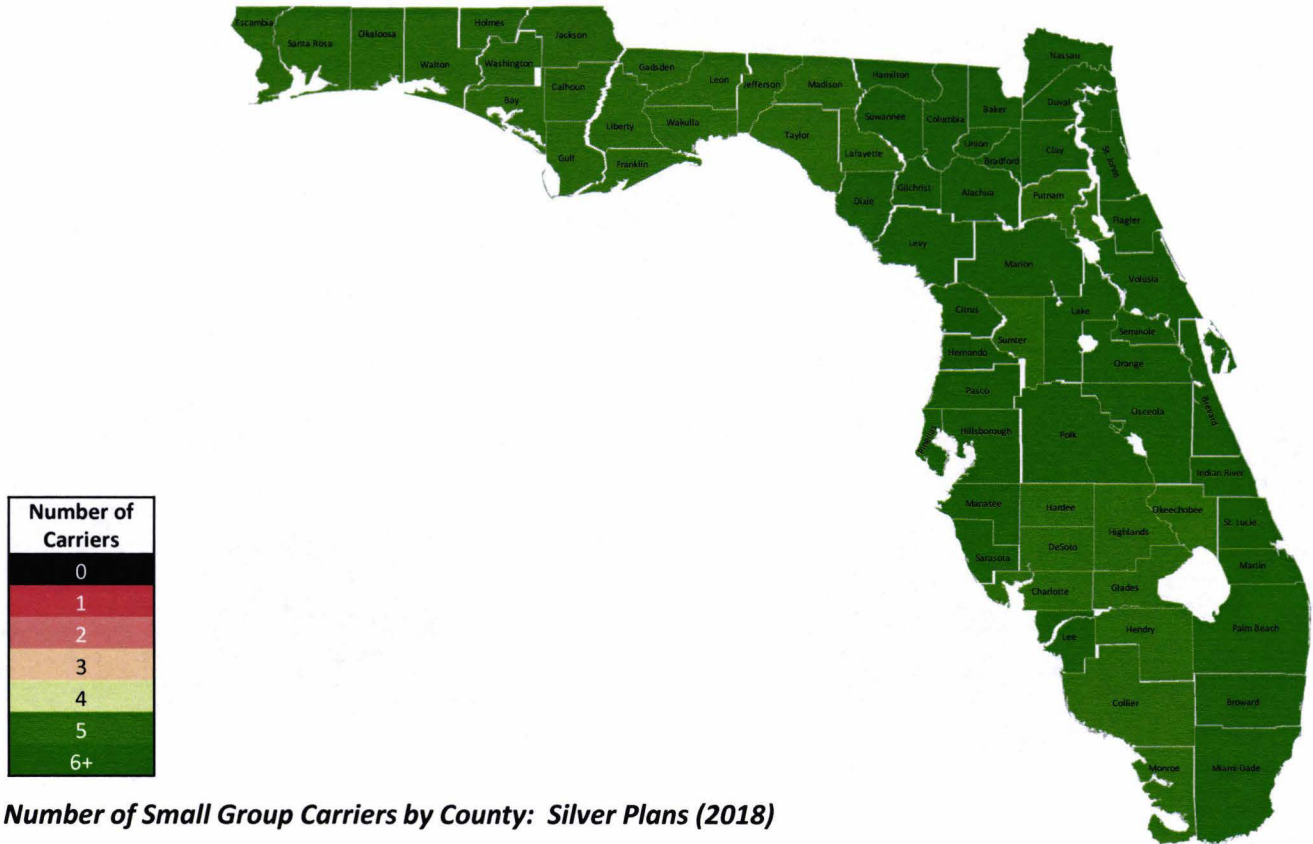 Escambia
Santa Rosa
Okaloosa
Walton
Holmes
Washington
Jackson
Bay
Calhoun
Gulf
Gadsden
Liberty
Leon
Wakulla
Franklin
Jefferson
Madison
Taylor
Hamilton
Suwannee
Lafayette
Columbia
Baker
Union
Bradford
Nassau
Duval
Clay
St. Johns
Dixie
Gilchrist
Alachua
Putnam
Flagler
Levy
Marion
Volusia
Citrus
Sumter
Lake
Seminole
Hernando
Orange
Pasco
Osceola
Brevard
Pinellas
Hillsborough
Polk
Indian River
Manatee
Hardee
Highlands
Okeechobee
St. Lucie
Sarasota
DeSoto
Martin
Charlotte
Glades
Lee
Hendry
Palm Beach
Collier
Broward
Monroe
Miami-Dade
Number of
Carriers
0
1
2
3
4
5
6+
Number of Small Group Carriers by County: Silver Plans (2018)